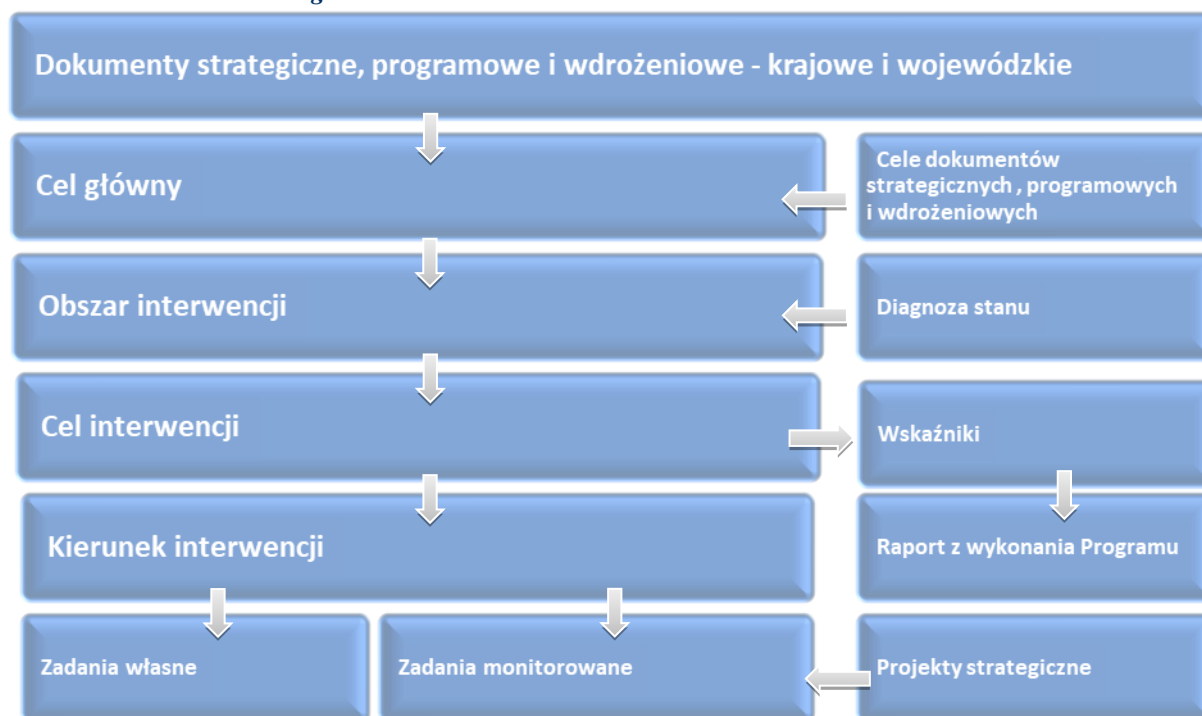 Dokumenty strategiczne, programowe i wdrożeniowe - krajowe i wojewódzkie
Cel główny
Cele dokumentów
strategicznych , programowych
i wdrożeniowych
Obszar interwencji
Diagnoza stanu
Cel interwencji
Wskaźniki
Kierunek interwencji
Raport z wykonania Programu
Zadania własne
Zadania monitorowane
Projekty strategiczne